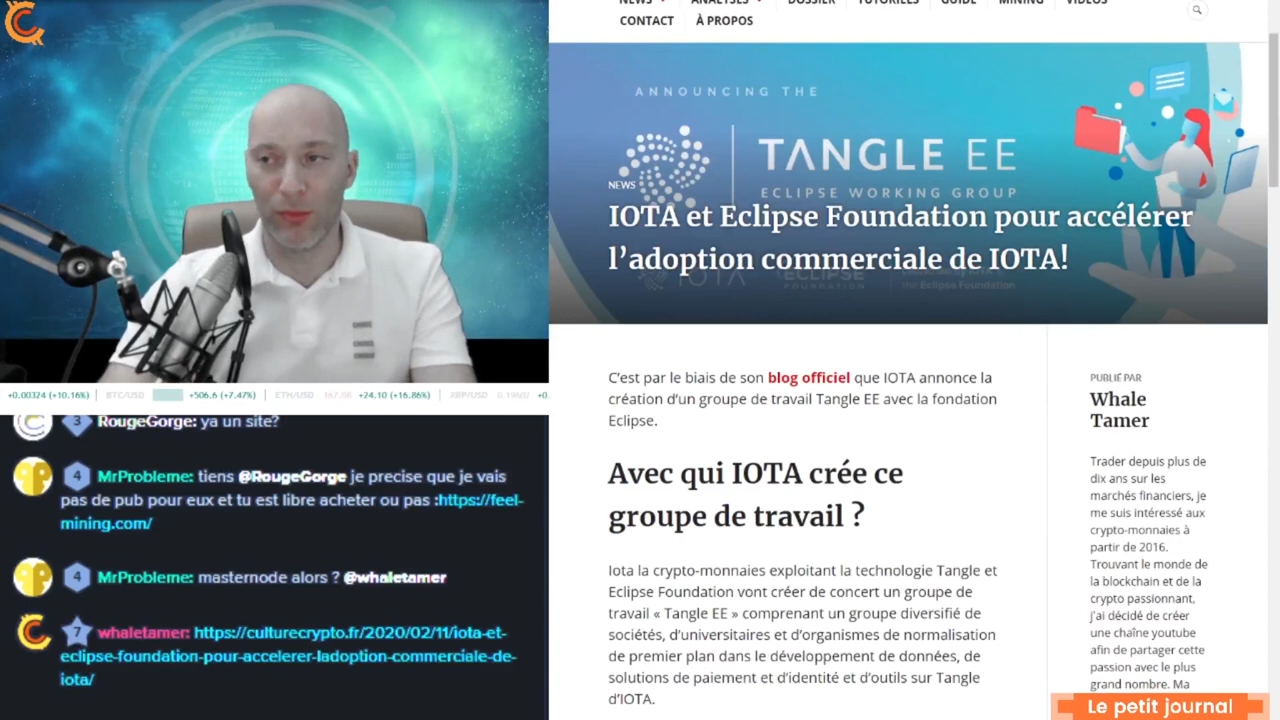 NEWS
ANALYSES
DOSSIER
TUTORIELS
GUIDE
MINING
VIDÉOS
CONTACT
À PROPOS
ANNOUNCING THE
TANGLE EE
ECLIPSE WORKING GROUP
NEWS
IOTA et Eclipse Foundation pour accélérer
l’adoption commerciale de IOTA!
IOTA
ECLIPSE
FOUNDATION
the Eclipse Foundation
C’est par le biais de son blog officiel que IOTA annonce la
création d’un groupe de travail Tangle EE avec la fondation
Eclipse.
Avec qui IOTA crée ce
groupe de travail ?
Iota la crypto-monnaies exploitant la technologie Tangle et
Eclipse Foundation vont créer de concert un groupe de
travail « Tangle EE » comprenant un groupe diversifié de
sociétés, d’universitaires et d’organismes de normalisation
de premier plan dans le développement de données, de
solutions de paiement et d’identité et d’outils sur Tangle
d’IOTA.
PUBLIÉ PAR
Whale
Tamer
Trader depuis plus de
dix ans sur les
marchés financiers, je
me suis intéressé aux
crypto-monnaies à
partir de 2016.
Trouvant le monde de
la blockchain et de la
crypto passionnant,
j’ai décidé de créer
une chaîne youtube
afin de partager cette
passion avec le plus
grand nombre. Ma
Le petit journal
+0.00324 (+10.16%) BTC/USD +506.6 (+7.47%) ETH/USD +24.10 (+16.86%) XRP/USD +0.
3 RougeGorge: ya un site?
4 MrProbleme: tiens @RougeGorge je precise que je vais
pas de pub pour eux et tu est libre acheter ou pas :https://feel-
mining.com/
4 MrProbleme: masternode alors ? @whaletamer
7 whaletamer: https://culturecrypto.fr/2020/02/11/iota-et-
eclipse-foundation-pour-accelerer-ladoption-commerciale-de-
iota/